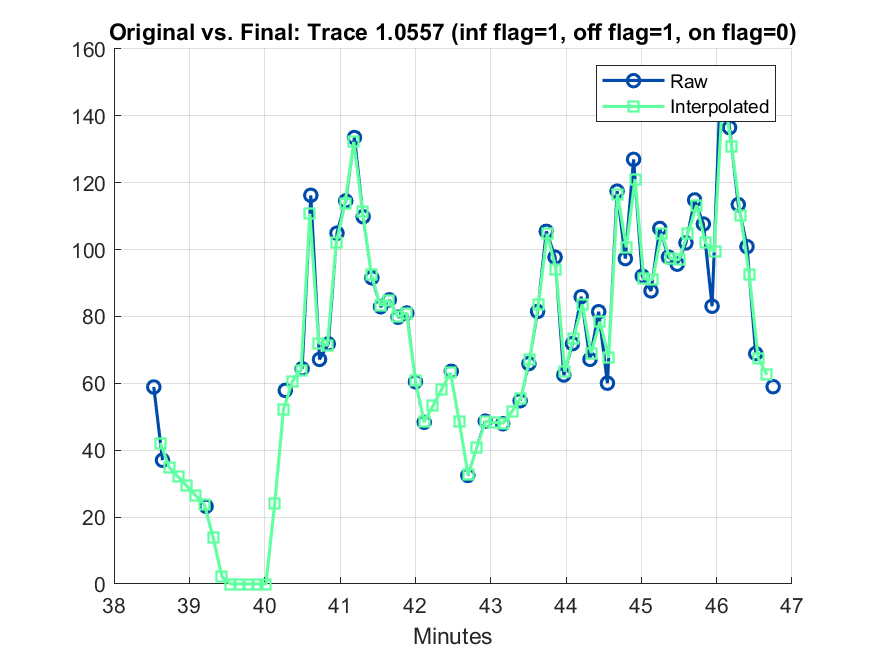 Original vs. Final: Trace 1.0557 (inf flag=1, off flag=1, on flag=0)
160
140
120
100
80
60
40
20
0
Raw
Interpolated
38 39 40 41 42 43 44 45 46 47
Minutes